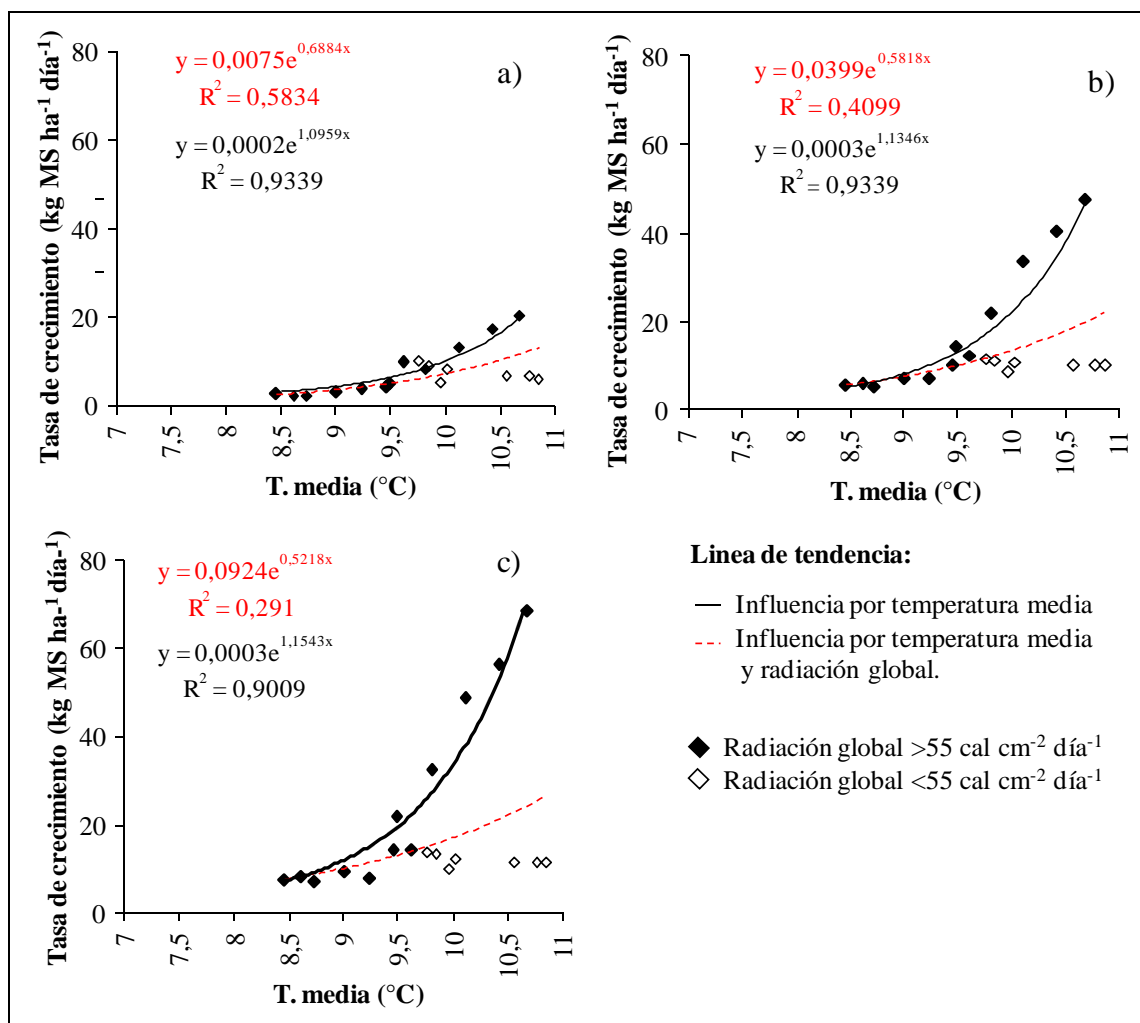 a)
y = 0,0075e^0,6884x
R² = 0,5834
y = 0,0002e^1,0959x
R² = 0,9339
Tasa de crecimiento (kg MS ha⁻¹ día⁻¹)
80
60
40
20
0
7 7,5 8 8,5 9 9,5 10 10,5 11
T. media (°C)
b)
y = 0,0399e^0,5818x
R² = 0,4099
y = 0,0003e^1,1346x
R² = 0,9339
Tasa de crecimiento (kg MS ha⁻¹ día⁻¹)
80
60
40
20
0
7 7,5 8 8,5 9 9,5 10 10,5 11
T. media (°C)
c)
y = 0,0924e^0,5218x
R² = 0,291
y = 0,0003e^1,1543x
R² = 0,9009
Tasa de crecimiento (kg MS ha-¹ día-¹)
80
60
40
20
0
7 7,5 8 8,5 9 9,5 10 10,5 11
T. media (°C)
Linea de tendencia:
Influencia por temperatura media
Influencia por temperatura media
y radiación global.
Radiación global >55 cal cm⁻² día⁻¹
Radiación global <55 cal cm⁻² día⁻¹